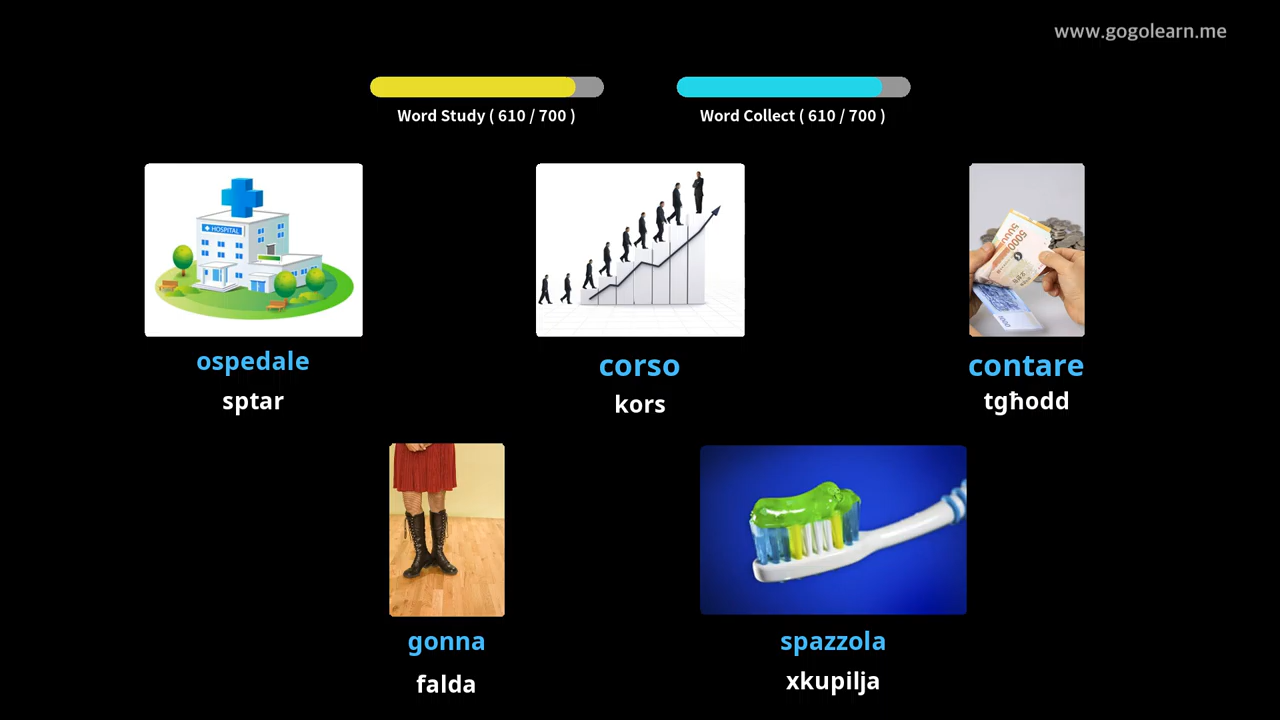 www.gogolearn.me
Word Study ( 610 / 700 )
Word Collect ( 610 / 700 )
HOSPITAL
ospedale
sptar
corso
kors
contare
tgħodd
gonna
falda
spazzola
xkupilja